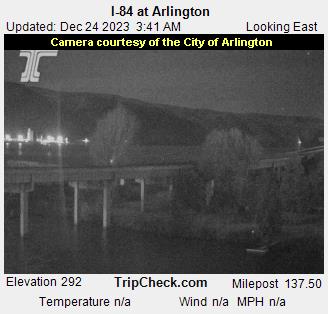 I-84 at Arlington
Updated: Dec 24 2023 3:41 AM Looking East
Camera courtesy of the City of Arlington
Elevation 292 TripCheck.com Milepost 137.50
Temperature n/a Wind n/a MPH n/a